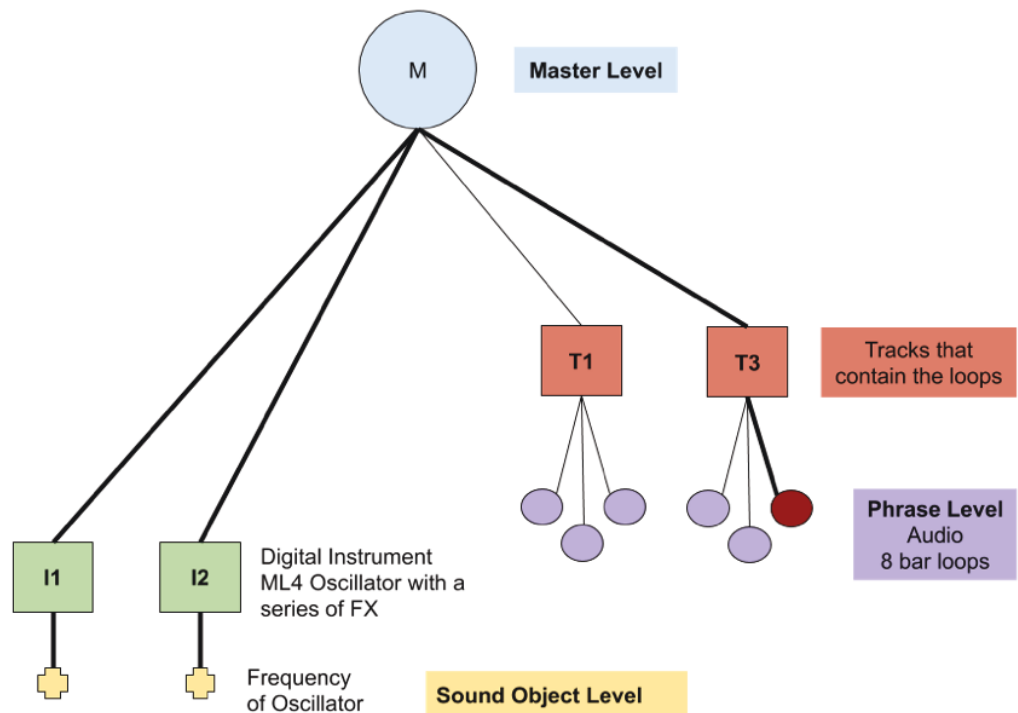 M
Master Level
T1
T3
Tracks that
contain the loops
Phrase Level
Audio
8 bar loops
I1
I2
Digital Instrument
ML4 Oscillator with a
series of FX
Frequency
of Oscillator
Sound Object Level